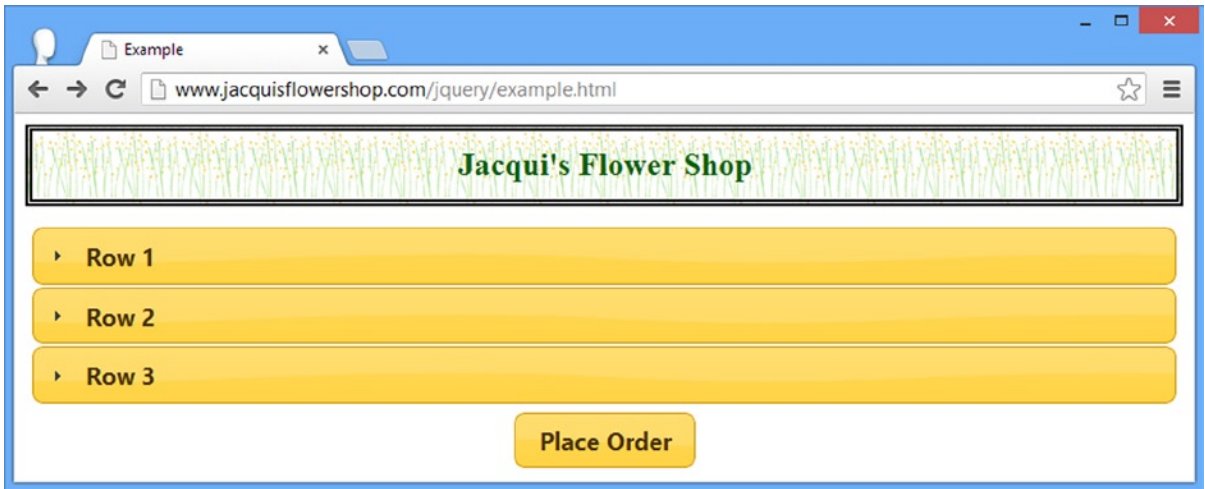 Example
www.jacquisflowershop.com/jquery/example.html
Jacqui's Flower Shop
Row 1
Row 2
Row 3
Place Order